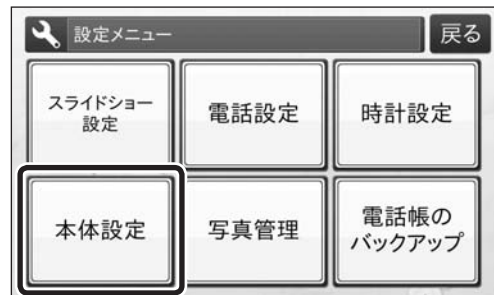 設定メニュー
戻る
スライドショー
設定
電話設定
時計設定
本体設定
写真管理
電話帳の
バックアップ